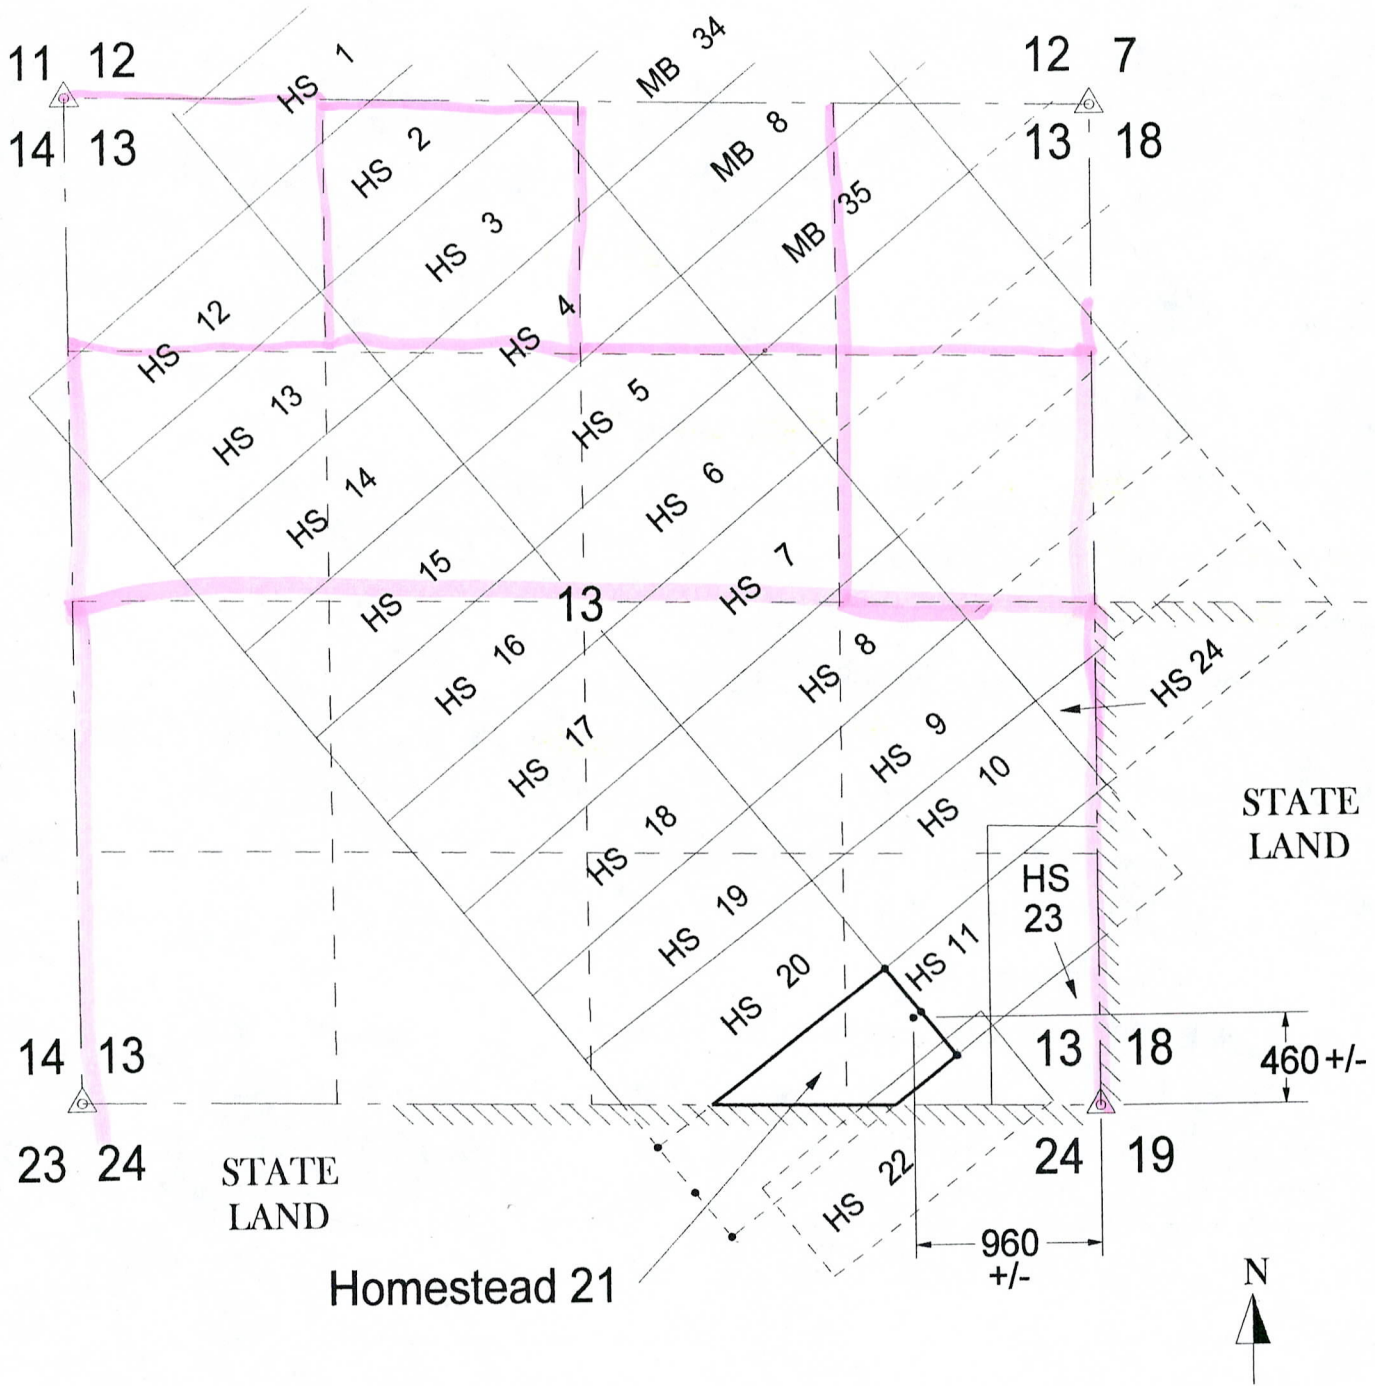 11 12
12 7
14 13
13 18
HS 1
MB 34
HS 2
MB 8
HS 3
MB 35
HS 4
HS 12
HS 5
HS 13
HS 6
HS 14
HS 7
HS 15
13
HS 8
HS 16
HS 24
HS 9
HS 17
HS 10
HS 18
STATE
LAND
HS
23
HS 19
HS 11
HS 20
14 13
13 18
460 +/-
23 24
24 19
STATE
LAND
HS 22
960
+/-
Homestead 21
N